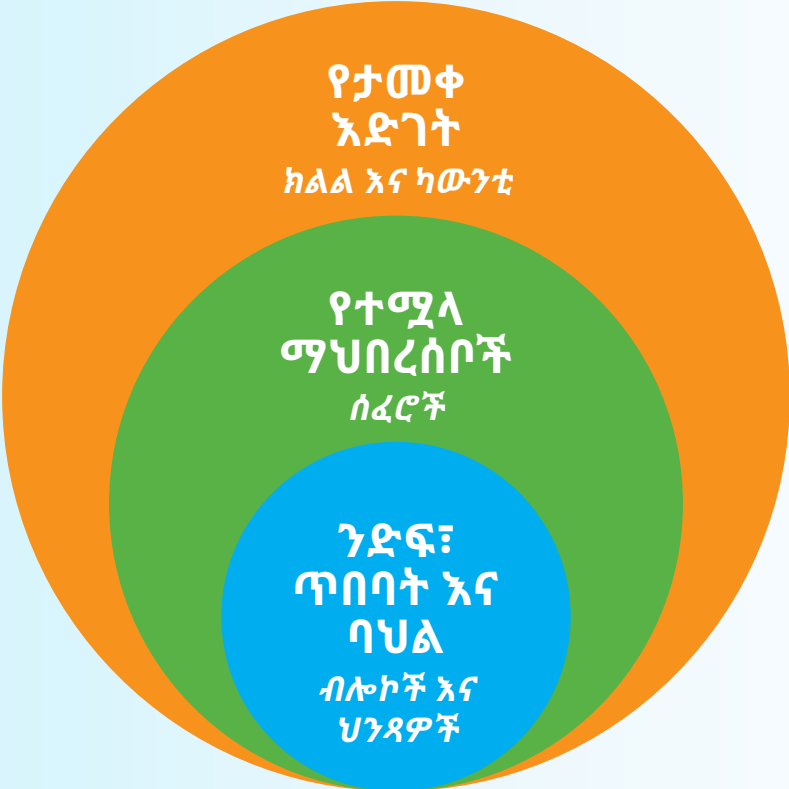 የታመቀ
እድገት
ክልል እና ካውንቲ
የተሟላ
ማህበረሰቦች
ሰፈሮች
ንድፍ፣
ጥበባት እና
ባህል
ብሎኮች እና
ህንጻዎች